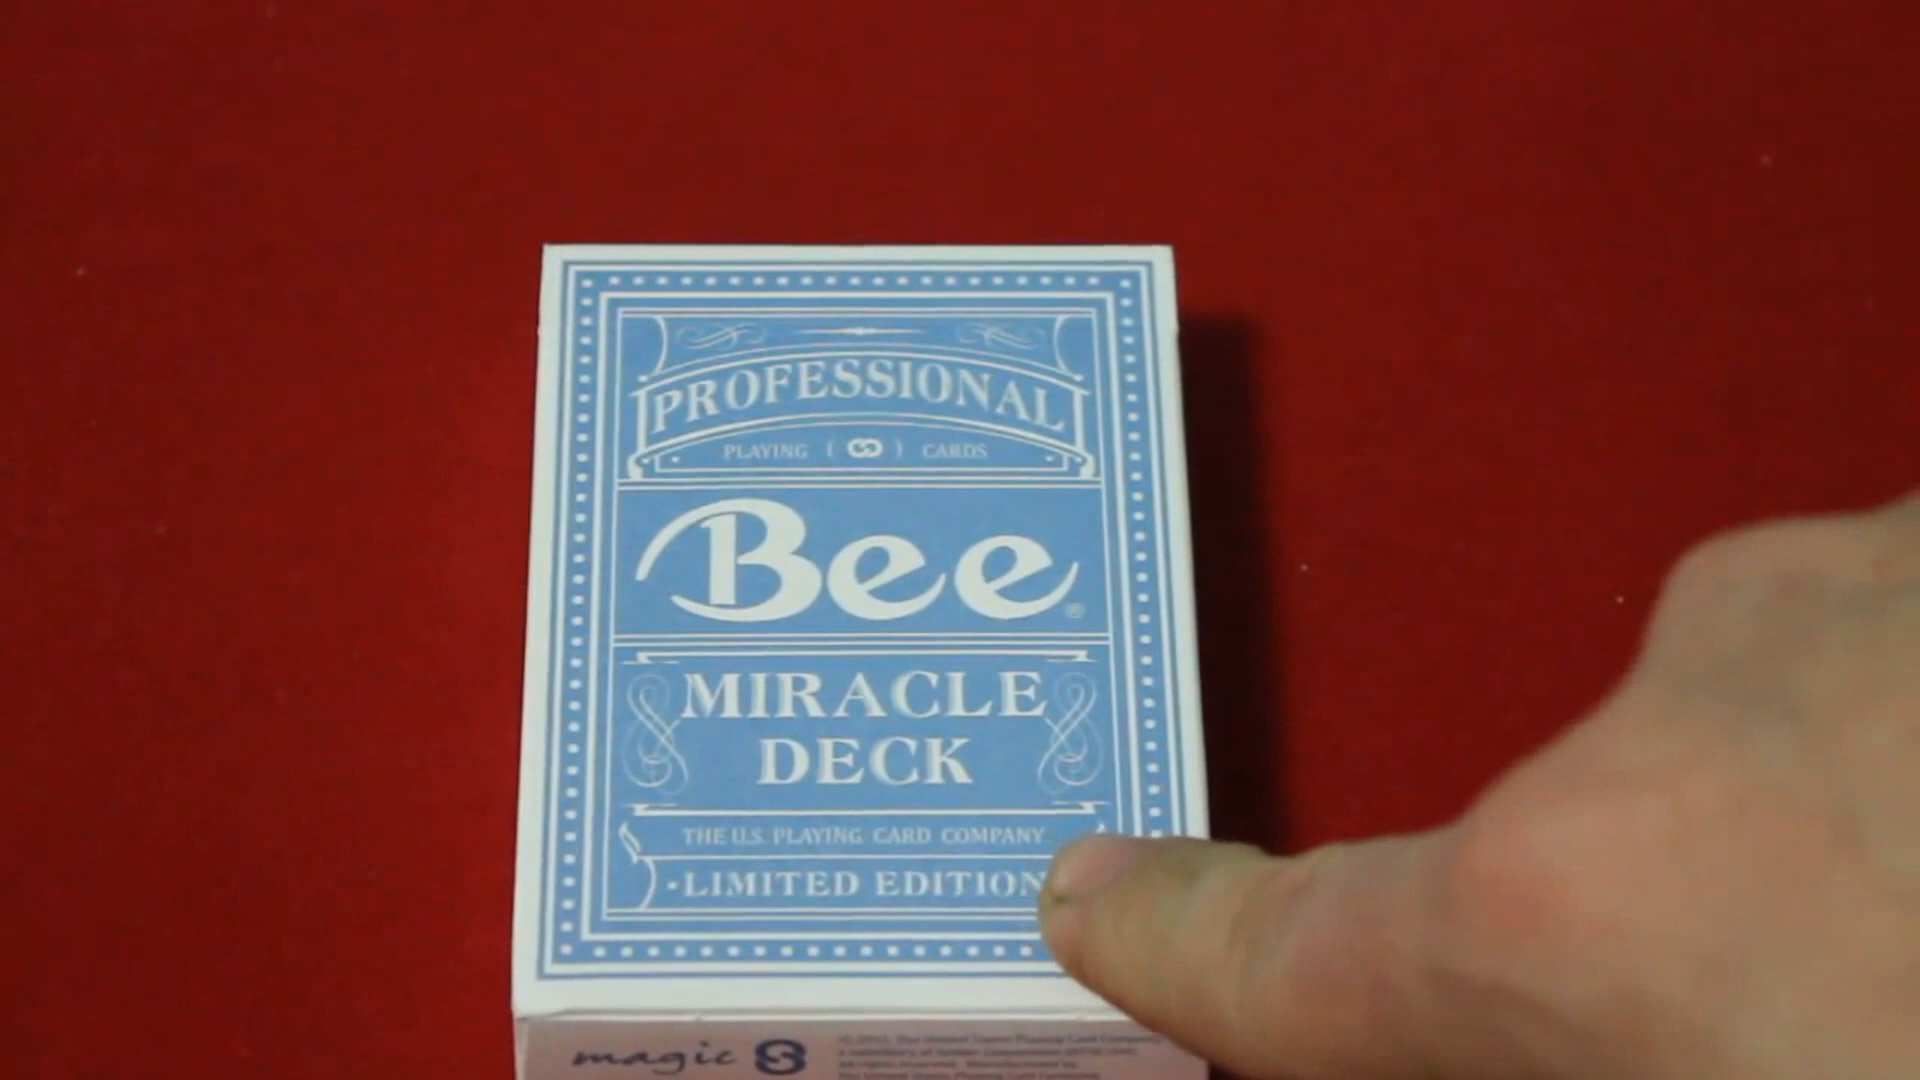 PROFESSIONAL
PLAYING ( ) CARDS
Bee®
MIRACLE
DECK
THE U.S. PLAYING CARD COMPANY
·LIMITED EDITION
magic